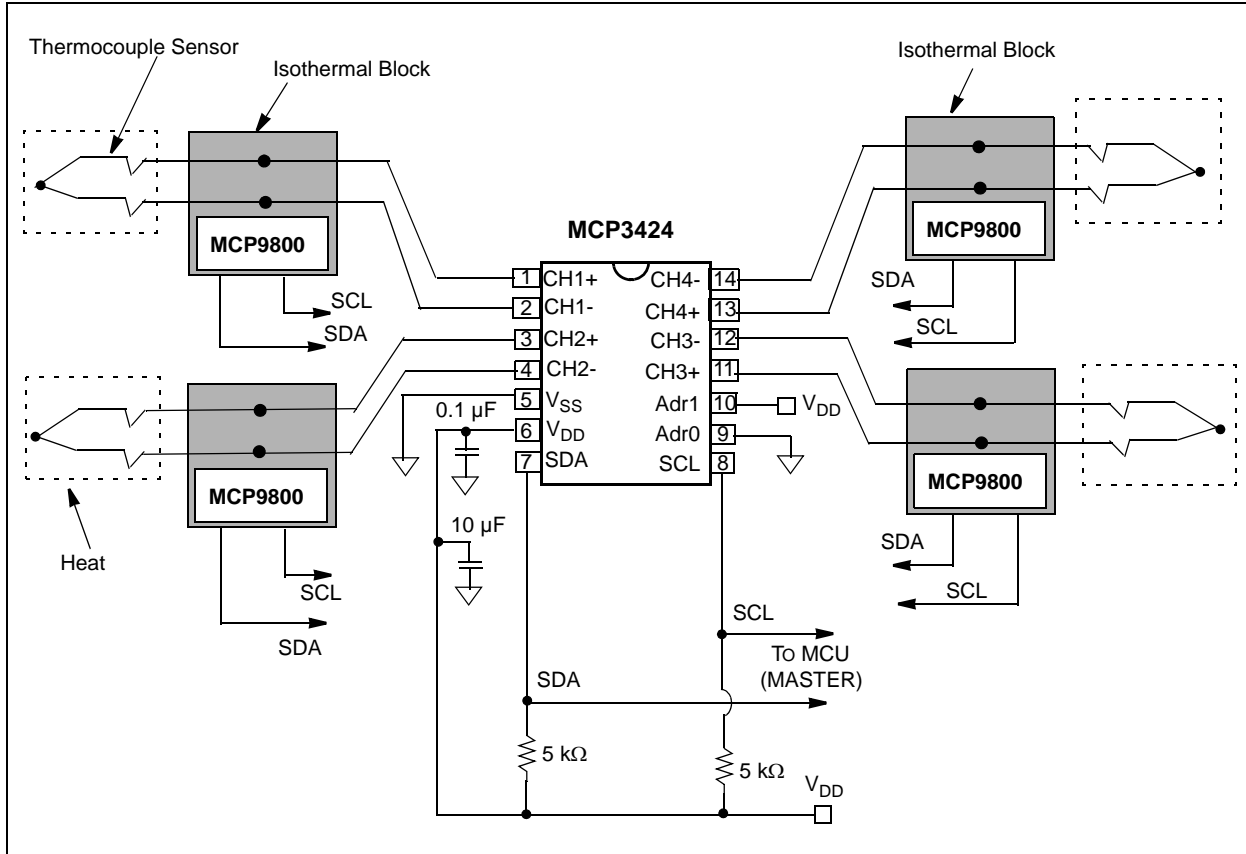 Thermocouple Sensor
Isothermal Block
Isothermal Block
MCP9800
SCL
SDA
MCP9800
SDA
SCL
MCP3424
1 CH1+
2 CH1-
3 CH2+
4 CH2-
5 VSS
6 VDD
7 SDA
CH4- 14
CH4+ 13
CH3- 12
CH3+ 11
Adr1 10
Adr0 9
SCL 8
VDD
0.1 µF
10 µF
MCP9800
SCL
SDA
Heat
MCP9800
SDA
SCL
SCL
TO MCU
(MASTER)
SDA
5 kΩ
5 kΩ
VDD